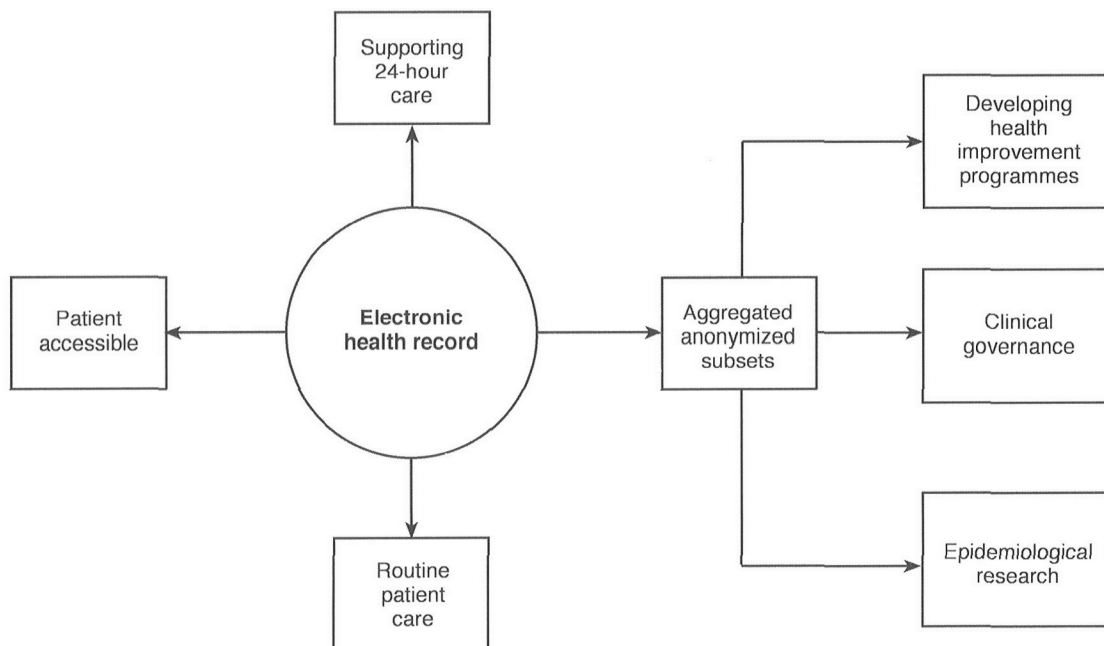 Supporting
24-hour
care
Developing
health
improvement
programmes
Patient
accessible
Electronic
health record
Aggregated
anonymized
subsets
Clinical
governance
Routine
patient
care
Epidemiological
research